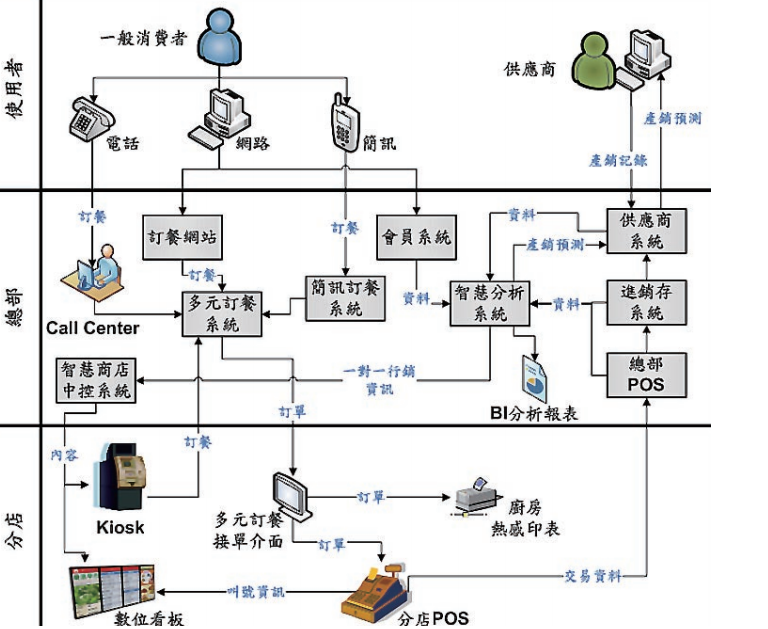 使用者
一般消費者
供應商
電話
網路
簡訊
產銷預測
產銷記錄
總部
訂餐
訂餐網站
訂餐
會員系統
資料
供應商
系統
產銷預測
訂餐
多元訂餐
系統
簡訊訂餐
系統
資料
智慧分析
系統
資料
進銷存
系統
Call Center
智慧商店
中控系統
一對一行銷
資訊
總部
POS
BI分析報表
訂單
分店
內容
訂餐
Kiosk
多元訂餐
接單介面
訂單
廚房
熱感印表
訂單
交易資料
叫號資訊
數位看板
分店POS